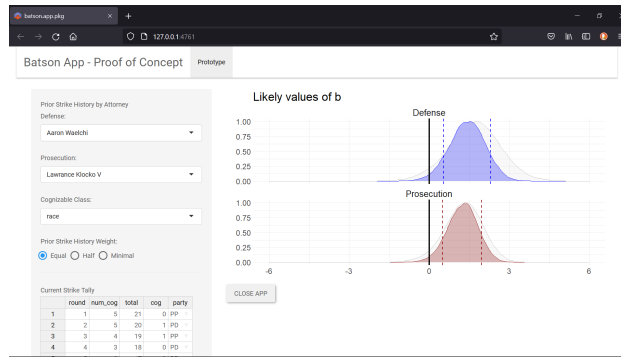 batson.app.pkg
127.0.0.1:4761
Batson App - Proof of Concept
Prototype
Prior Strike History by Attorney
Defense:
Aaron Waelchi
Prosecution:
Lawrance Klocko V
Cognizable Class:
race
Prior Strike History Weight:
Equal Half Minimal
Current Strike Tally
round num_cog total cog party
1 1 5 21 0 PP
2 2 5 20 1 PD
3 3 4 19 1 PP
4 4 3 18 0 PD
Likely values of b
Defense
1.00
0.75
0.50
0.25
0.00
Prosecution
1.00
0.75
0.50
0.25
0.00
-6 -3 0 3 6
CLOSE APP